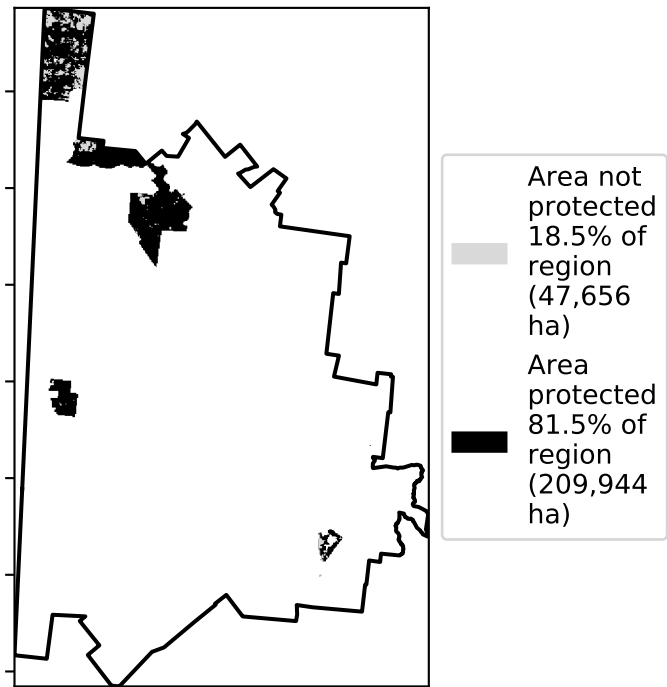 Area not
protected
18.5% of
region
(47,656
ha)
Area
protected
81.5% of
region
(209,944
ha)